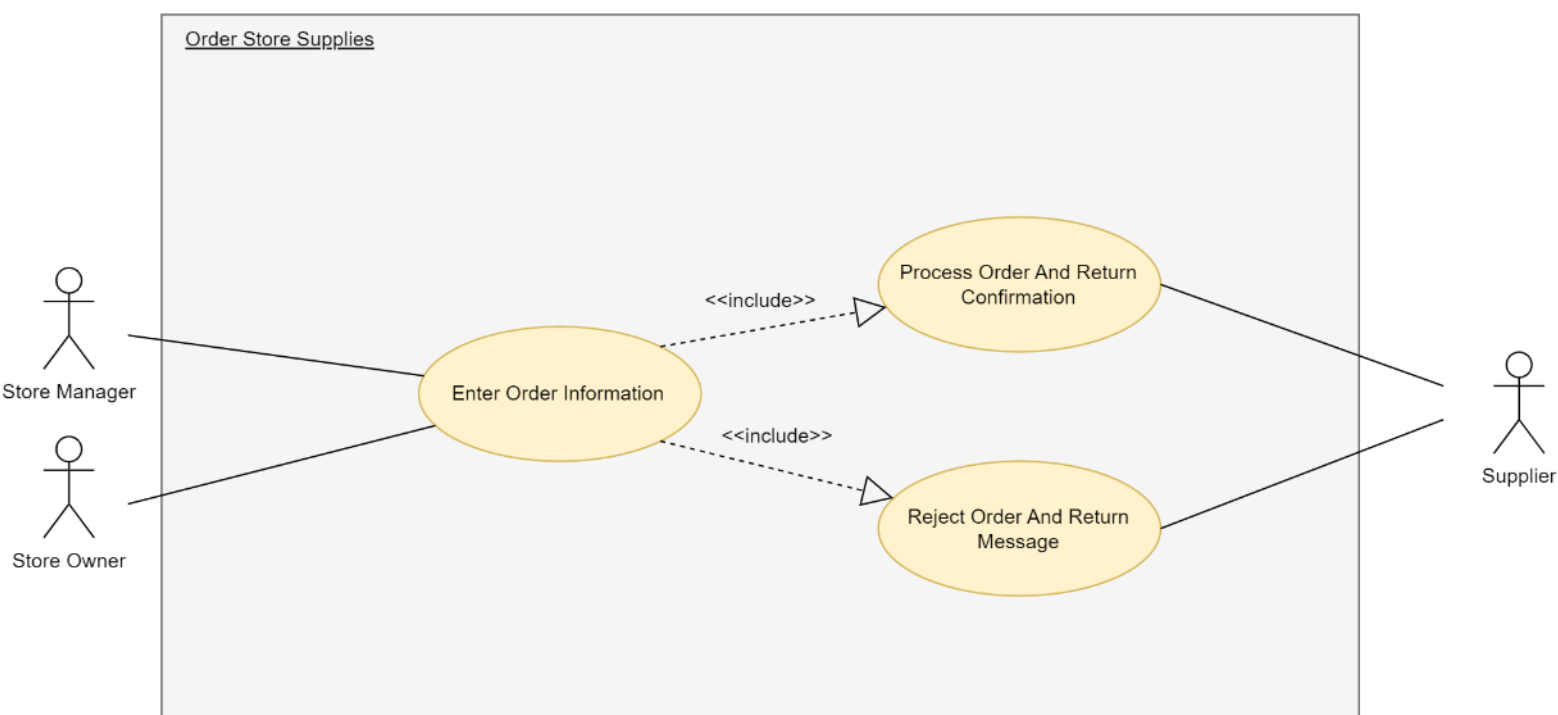 Order Store Supplies
Process Order And Return
Confirmation
<<include>>
Store Manager
Enter Order Information
<<include>>
Supplier
Reject Order And Return
Message
Store Owner